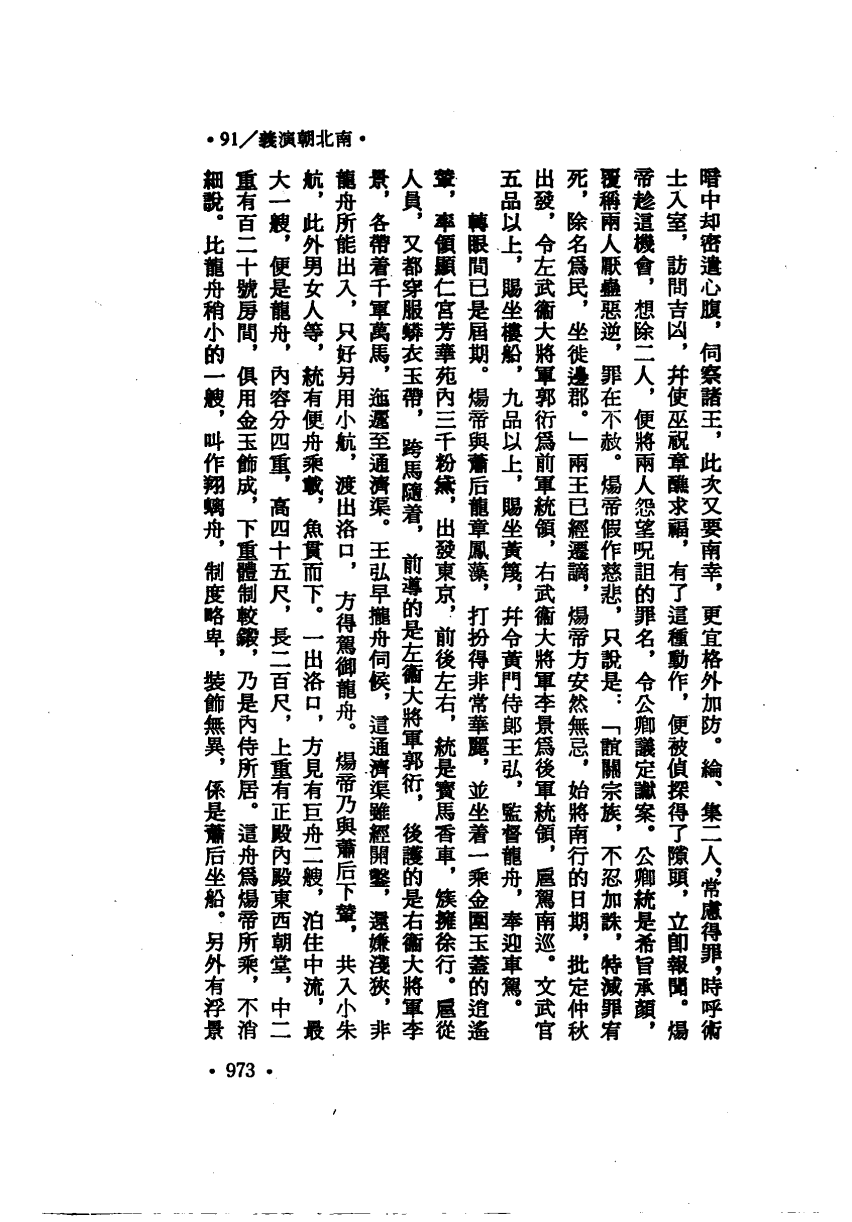 •91／義演朝北南•
暗中却密遣心腹，伺察諸王，此次又要南幸，更宜格外加防。綸、集二人，常慮得罪，時呼術
士入室，訪問吉凶，幷使巫祝章醮求福，有了這種動作，便被偵探得了隙頭，立卽報聞。煬
帝趁這機會，想除二人，便將兩人怨望呪詛的罪名，令公卿議定讞案。公卿統是希旨承顏，
覆稱兩人厭蠱惡逆，罪在不赦。煬帝假作慈悲，只說是：「誼關宗族，不忍加誅，特減罪宥
死，除名爲民，坐徙邊郡。」兩王已經遷謫，煬帝方安然無忌，始將南行的日期，批定仲秋
出發，令左武衞大將軍郭衍爲前軍統領，右武衞大將軍李景爲後軍統領，扈駕南巡。文武官
五品以上，賜坐樓船，九品以上，賜坐黃篾，幷令黃門侍郞王弘，監督龍舟，奉迎車駕。
轉眼間已是屆期。煬帝與蕭后龍章鳳藻，打扮得非常華麗，並坐着一乘金圍玉蓋的逍遙
輦，率領顯仁宮芳華苑內三千粉黛，出發東京，前後左右，統是寶馬香車，簇擁徐行。扈從
人員，又都穿服蟒衣玉帶，跨馬隨着，前導的是左衞大將軍郭衍，後護的是右衞大將軍李
景，各帶着千軍萬馬，迤邐至通濟渠。王弘早攏舟伺候，這通濟渠雖經開鑿，還嫌淺狹，非
龍舟所能出入，只好另用小航，渡出洛口，方得駕御龍舟。煬帝乃與蕭后下輦，共入小朱
航，此外男女人等，統有便舟乘載，魚貫而下。一出洛口，方見有巨舟二艘，泊住中流，最
大一艘，便是龍舟，內容分四重，高四十五尺，長二百尺，上重有正殿內殿東西朝堂，中二
重有百二十號房間，俱用金玉飾成，下重體制較鍛，乃是內侍所居。這舟爲煬帝所乘，不消
細說。比龍舟稍小的一艘，叫作翔螭舟，制度略卑，裝飾無異，係是蕭后坐船。另外有浮景
•973•